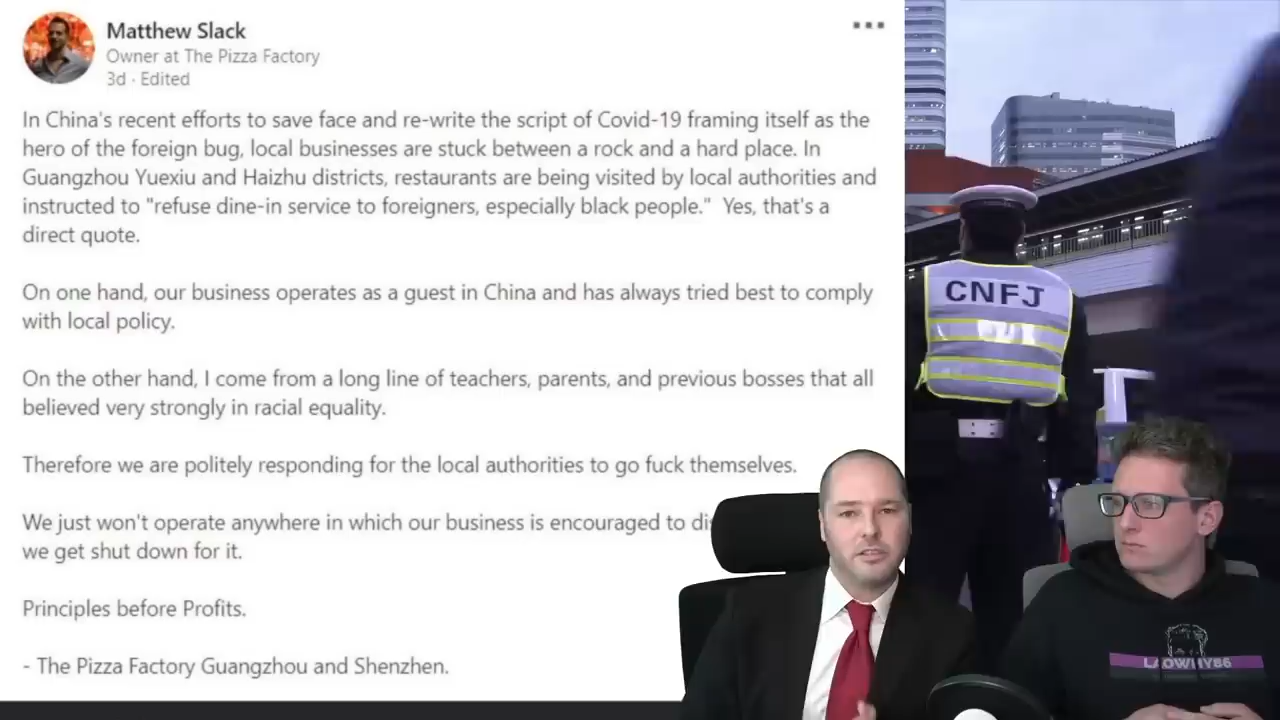 Matthew Slack
Owner at The Pizza Factory
3d · Edited
In China's recent efforts to save face and re-write the script of Covid-19 framing itself as the
hero of the foreign bug, local businesses are stuck between a rock and a hard place. In
Guangzhou Yuexiu and Haizhu districts, restaurants are being visited by local authorities and
instructed to "refuse dine-in service to foreigners, especially black people." Yes, that's a
direct quote.
On one hand, our business operates as a guest in China and has always tried best to comply
with local policy.
On the other hand, I come from a long line of teachers, parents, and previous bosses that all
believed very strongly in racial equality.
Therefore we are politely responding for the local authorities to go fuck themselves.
We just won't operate anywhere in which our business is encouraged to
we get shut down for it.
Principles before Profits.
- The Pizza Factory Guangzhou and Shenzhen.
CNFJ
LAOWHY86